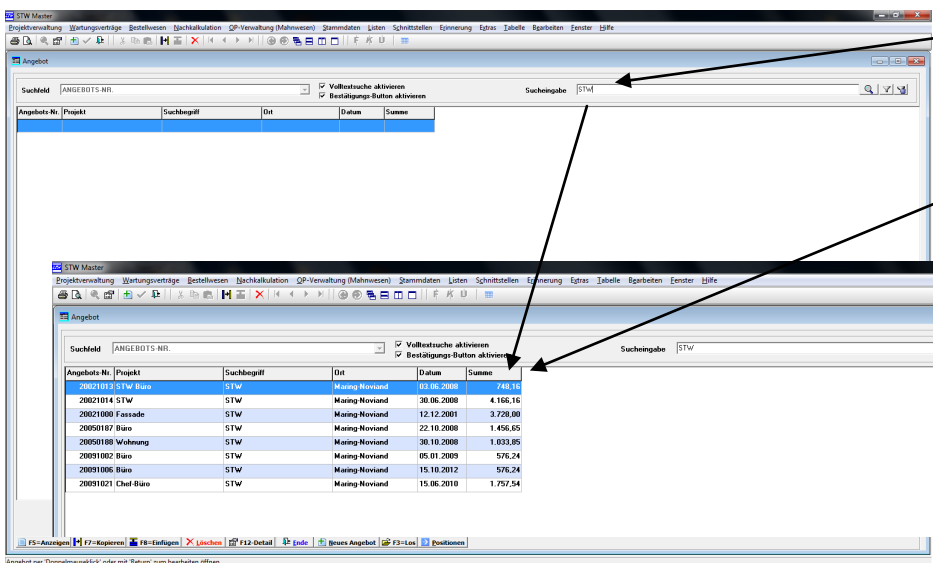 STW Master
Projektverwaltung Wartungsverträge Bestellwesen Nachkalkulation OP-Verwaltung (Mahnwesen) Stammdaten Listen Schnittstellen Erinnerung Extras Tabelle Bearbeiten Fenster Hilfe
F K U
Angebot
Suchfeld ANGEBOTS-NR. Volltextsuche aktivieren Sucheingabe STW
Bestätigungs-Button aktivieren
Angebots-Nr. Projekt Suchbegriff Ort Datum Summe
STW Master
Projektverwaltung Wartungsverträge Bestellwesen Nachkalkulation OP-Verwaltung (Mahnwesen) Stammdaten Listen Schnittstellen Erinnerung Extras Tabelle Bearbeiten Fenster Hilfe
F K U
Angebot
Suchfeld ANGEBOTS-NR. Volltextsuche aktivieren Sucheingabe STW
Bestätigungs-Button aktivieren
Angebots-Nr. Projekt Suchbegriff Ort Datum Summe
20021013 STW Büro STW Maring-Noviand 03.06.2008 748,16
20021014 STW STW Maring-Noviand 30.06.2008 4.166,16
20021000 Fassade STW Maring-Noviand 12.12.2001 3.728,00
20050187 Büro STW Maring-Noviand 22.10.2008 1.456,65
20050188 Wohnung STW Maring-Noviand 30.10.2008 1.033,85
20091002 Büro STW Maring-Noviand 05.01.2009 576,24
20091006 Büro STW Maring-Noviand 15.10.2012 576,24
20091021 Chef-Büro STW Maring-Noviand 15.06.2010 1.757,54
F5=Anzeigen F7=Kopieren F8=Einfügen Löschen F12-Detail Ende Neues Angebot F3=Los Positionen
Angebot per 'Doppelmausklick' oder mit 'Return' zum bearbeiten öffnen